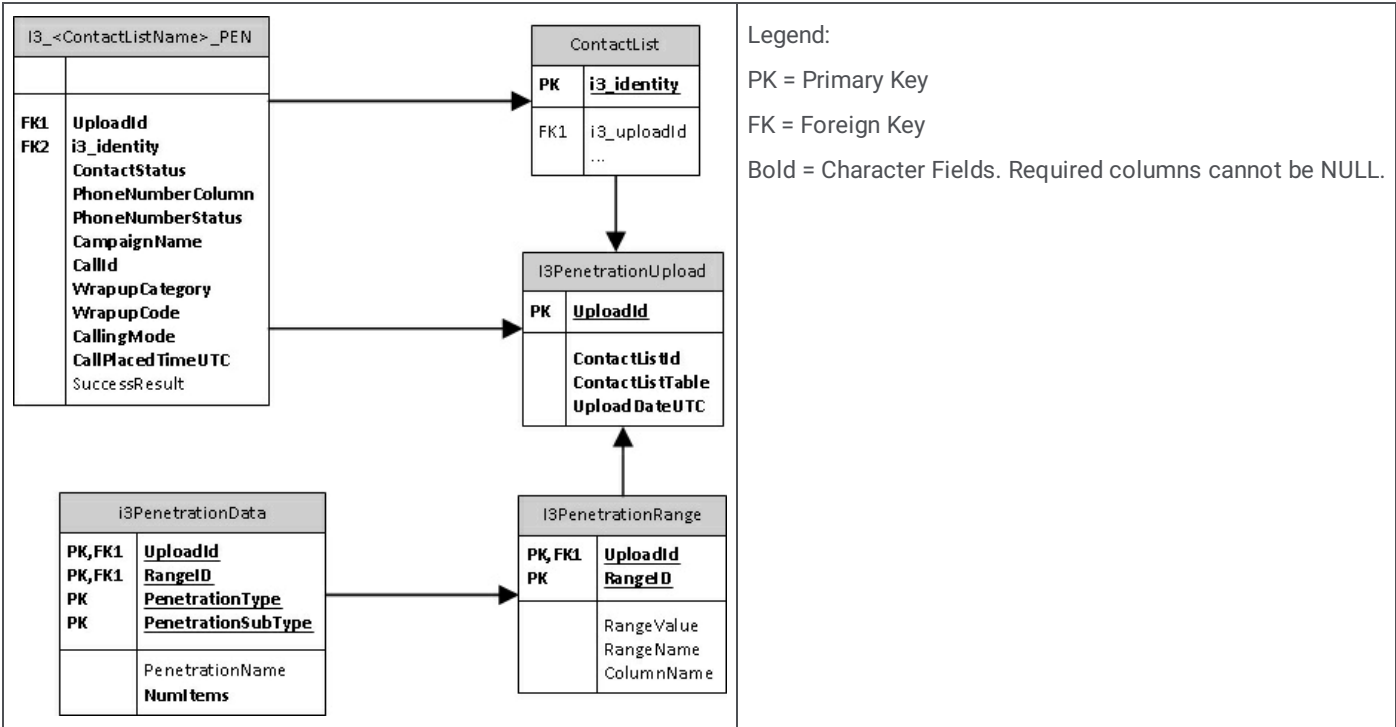 I3_<ContactListName>_PEN
FK1 UploadId
FK2 i3_identity
ContactStatus
PhoneNumberColumn
PhoneNumberStatus
CampaignName
CallId
WrapupCategory
WrapupCode
CallingMode
CallPlacedTimeUTC
SuccessResult
ContactList
PK i3_identity
FK1 i3_uploadId
...
I3PenetrationUpload
PK UploadId
ContactListId
ContactListTable
UploadDateUTC
i3PenetrationData
PK,FK1 UploadId
PK,FK1 RangeID
PK PenetrationType
PK PenetrationSubType
PenetrationName
NumItems
I3PenetrationRange
PK,FK1 UploadId
PK RangeID
RangeValue
RangeName
ColumnName
Legend:
PK = Primary Key
FK = Foreign Key
Bold = Character Fields. Required columns cannot be NULL.